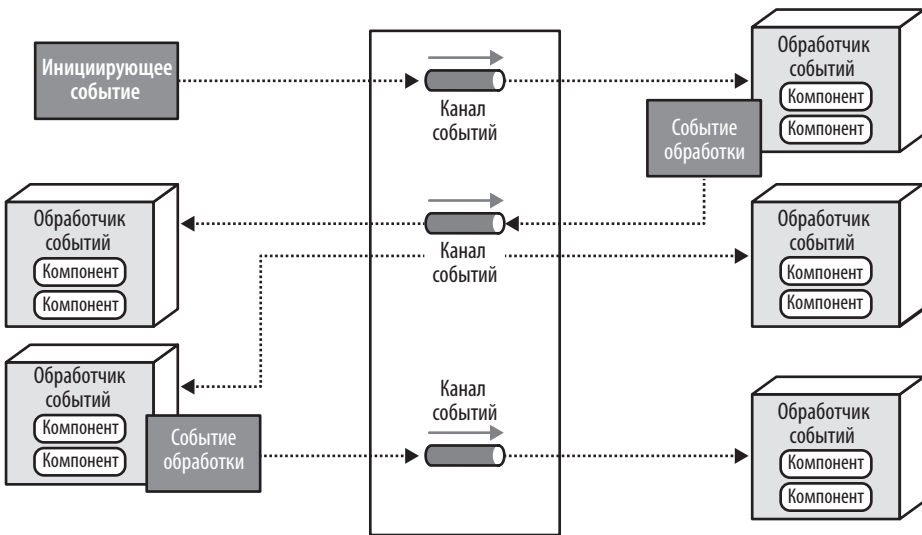 Инициирующее
событие
Канал
событий
Обработчик
событий
Компонент
Компонент
Событие
обработки
Обработчик
событий
Компонент
Компонент
Канал
событий
Обработчик
событий
Компонент
Компонент
Обработчик
событий
Компонент
Компонент
Событие
обработки
Канал
событий
Обработчик
событий
Компонент
Компонент